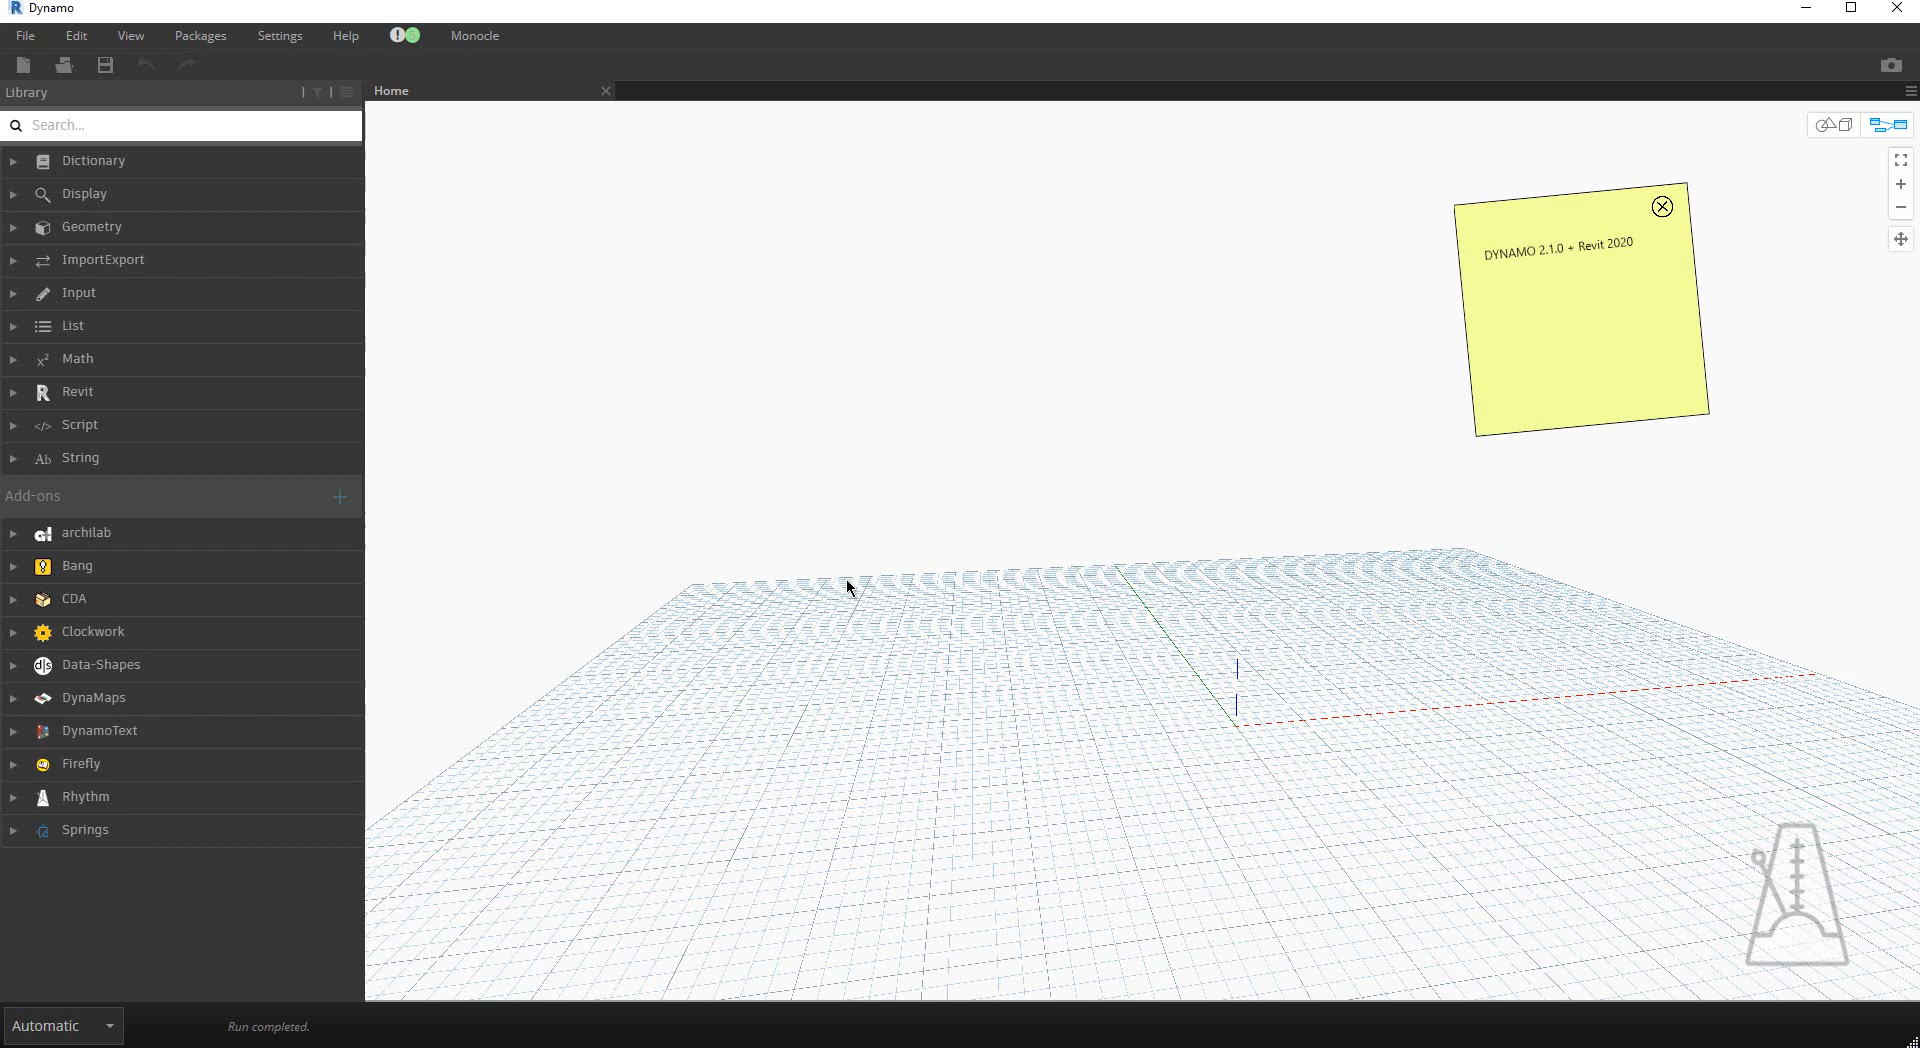 Dynamo
File Edit View Packages Settings Help Monocle
Library
Home
Search...
Dictionary
Display
Geometry
ImportExport
Input
List
Math
Revit
Script
String
Add-ons
archilab
Bang
CDA
Clockwork
Data-Shapes
DynaMaps
DynamoText
Firefly
Rhythm
Springs
DYNAMO 2.1.0 + Revit 2020
Automatic
Run completed.